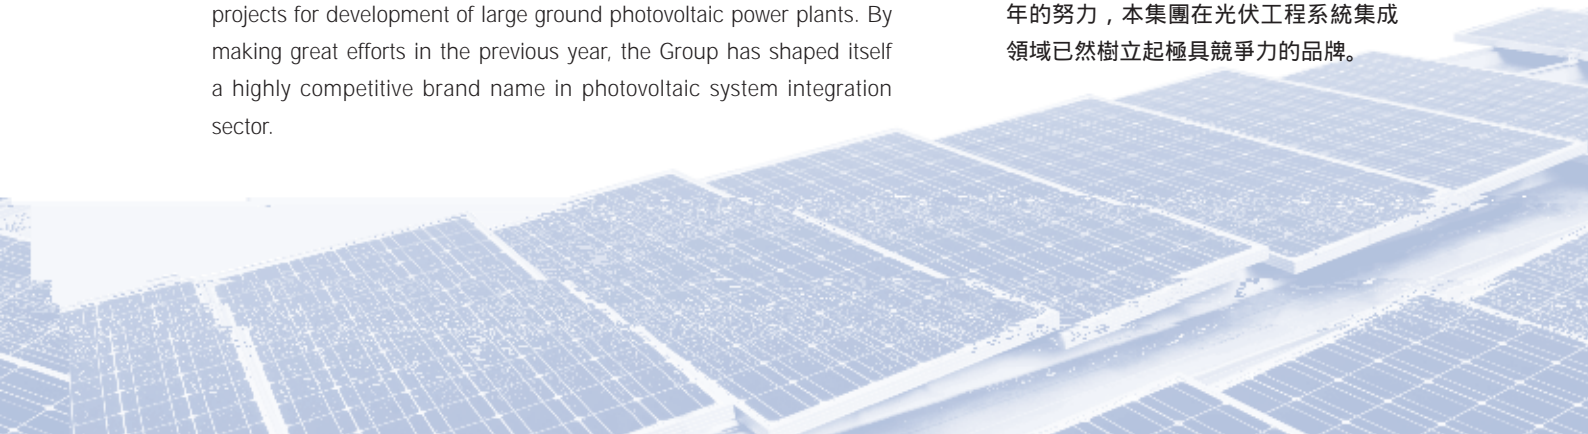 projects for development of large ground photovoltaic power plants. By
making great efforts in the previous year, the Group has shaped itself
a highly competitive brand name in photovoltaic system integration
sector.
年的努力，本集團在光伏工程系統集成
領域已然樹立起極具競爭力的品牌。